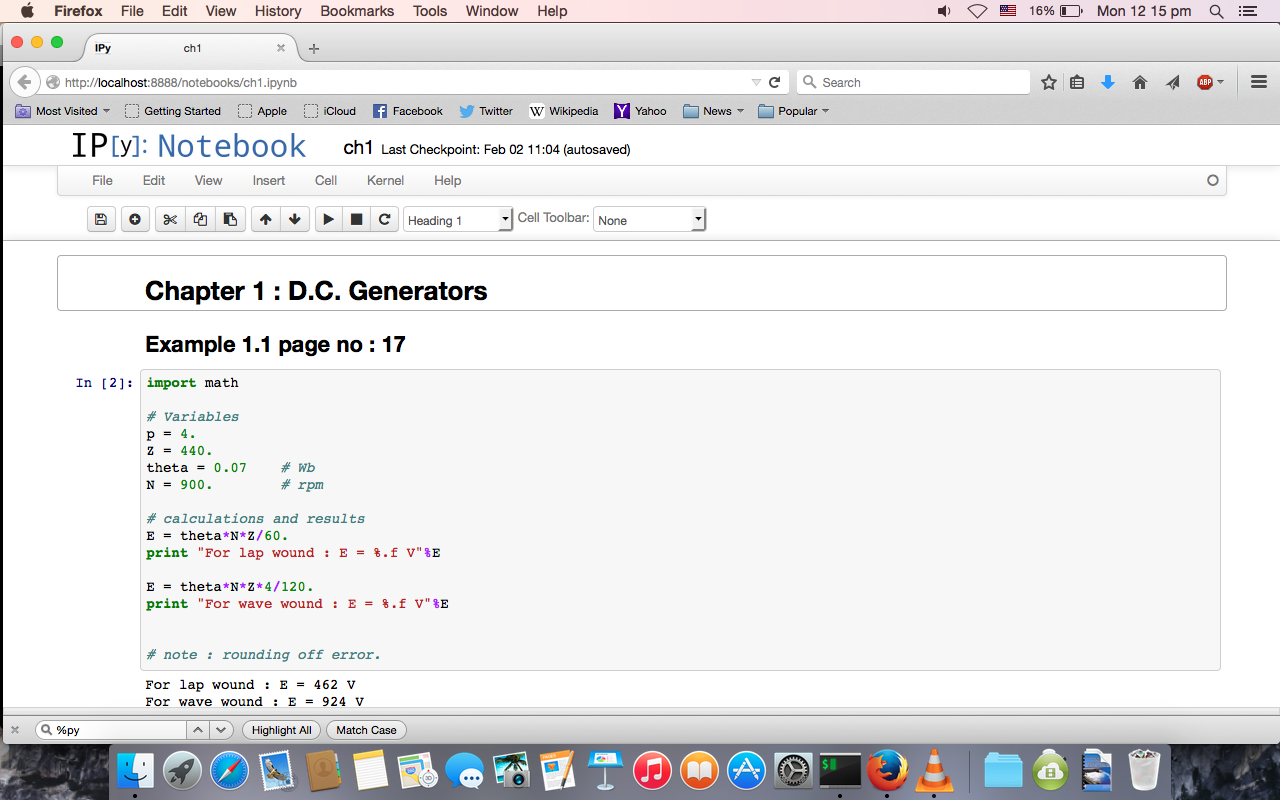 Firefox File Edit View History Bookmarks Tools Window Help 16% Mon 12 15 pm
IPy ch1
http://localhost:8888/notebooks/ch1.ipynb Search ABP
Most Visited Getting Started Apple iCloud Facebook Twitter W Wikipedia Y Yahoo News Popular
IP[y]: Notebook ch1 Last Checkpoint: Feb 02 11:04 (autosaved)
File Edit View Insert Cell Kernel Help
Heading 1 Cell Toolbar: None
Chapter 1 : D.C. Generators
Example 1.1 page no : 17
In [2]: import math
# Variables
p = 4.
Z = 440.
theta = 0.07    # Wb
N = 900.        # rpm
# calculations and results
E = theta*N*Z/60.
print "For lap wound : E = %.f V"%E
E = theta*N*Z*4/120.
print "For wave wound : E = %.f V"%E
# note : rounding off error.
For lap wound : E = 462 V
For wave wound : E = 924 V
%py Highlight All Match Case